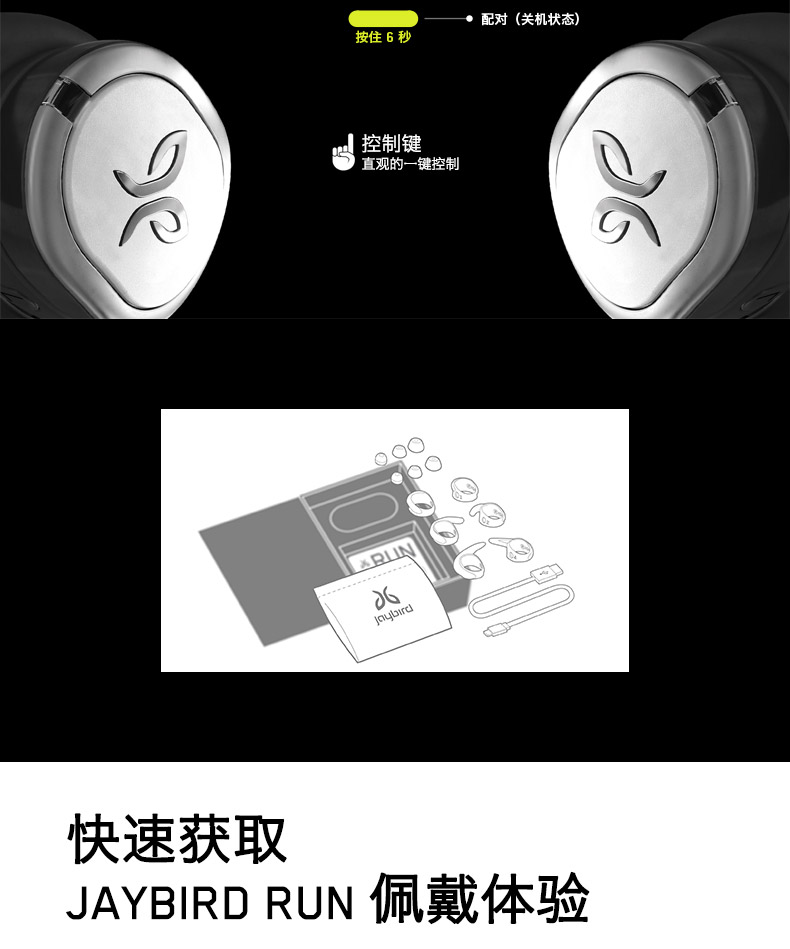 配对（关机状态）
按住 6 秒
控制键
直观的一键控制
RUN
jaybird
快速获取
JAYBIRD RUN 佩戴体验